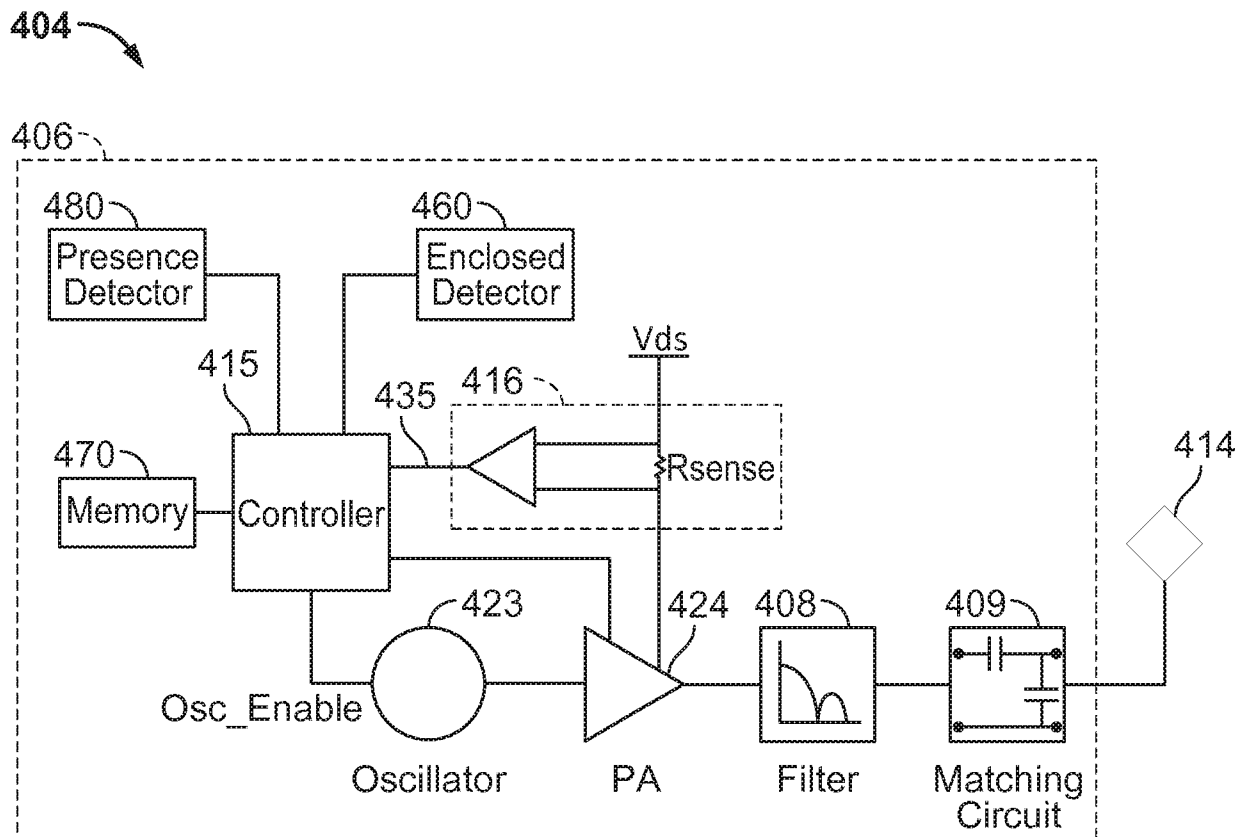 404
406
480
460
Presence
Detector
Enclosed
Detector
Vds
415
416
435
470
Rsense
414
Memory
Controller
423
424
408
409
Osc_Enable
Oscillator
PA
Filter
Matching
Circuit